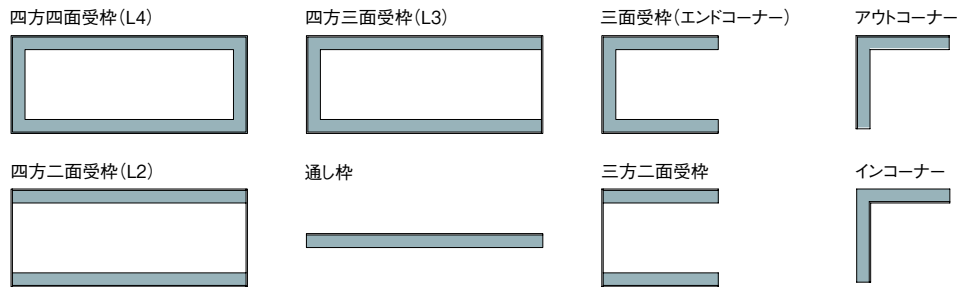 四方四面受枠(L4)
四方三面受枠(L3)
三面受枠(エンドコーナー)
アウトコーナー
四方二面受枠(L2)
通し枠
三方二面受枠
インコーナー